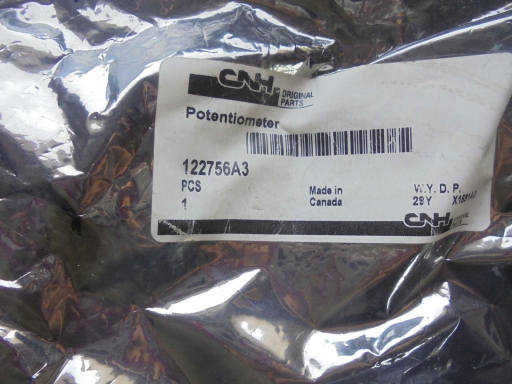 CNH
ORIGINAL
PARTS
Potentiometer
122756A3
PCS
Made in
W.Y. D. P.
1
Canada
29Y
CNH